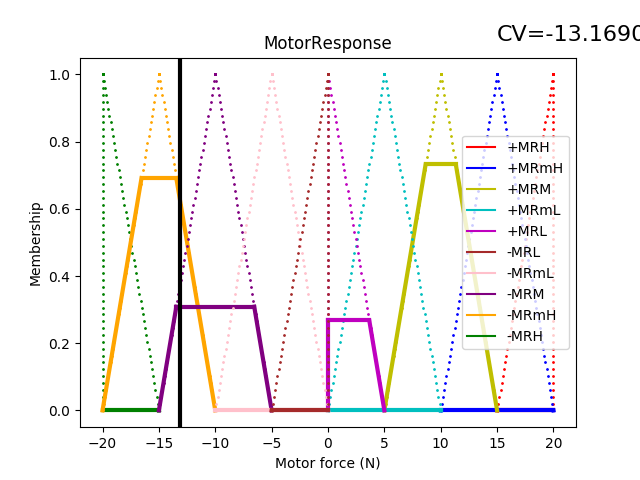 CV=-13.1690
MotorResponse
Membership
1.0
0.8
0.6
0.4
0.2
0.0
+MRH
+MRmH
+MRM
+MRmL
+MRL
-MRL
-MRmL
-MRM
-MRmH
-MRH
−20 −15 −10 −5 0 5 10 15 20
Motor force (N)